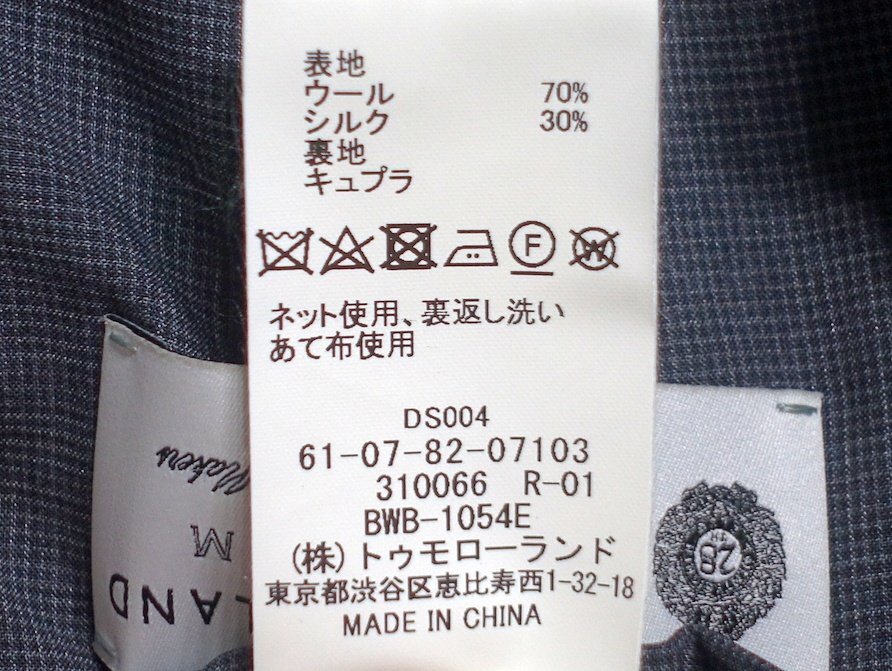 表地
ウール 70%
シルク 30%
裏地
キュプラ
F
W
ネット使用、裏返し洗い
あて布使用
DS004
61-07-82-07103
310066 R-01
BWB-1054E
(株)トゥモローランド
東京都渋谷区恵比寿西1-32-18
MADE IN CHINA
Makers
M
LAND
28